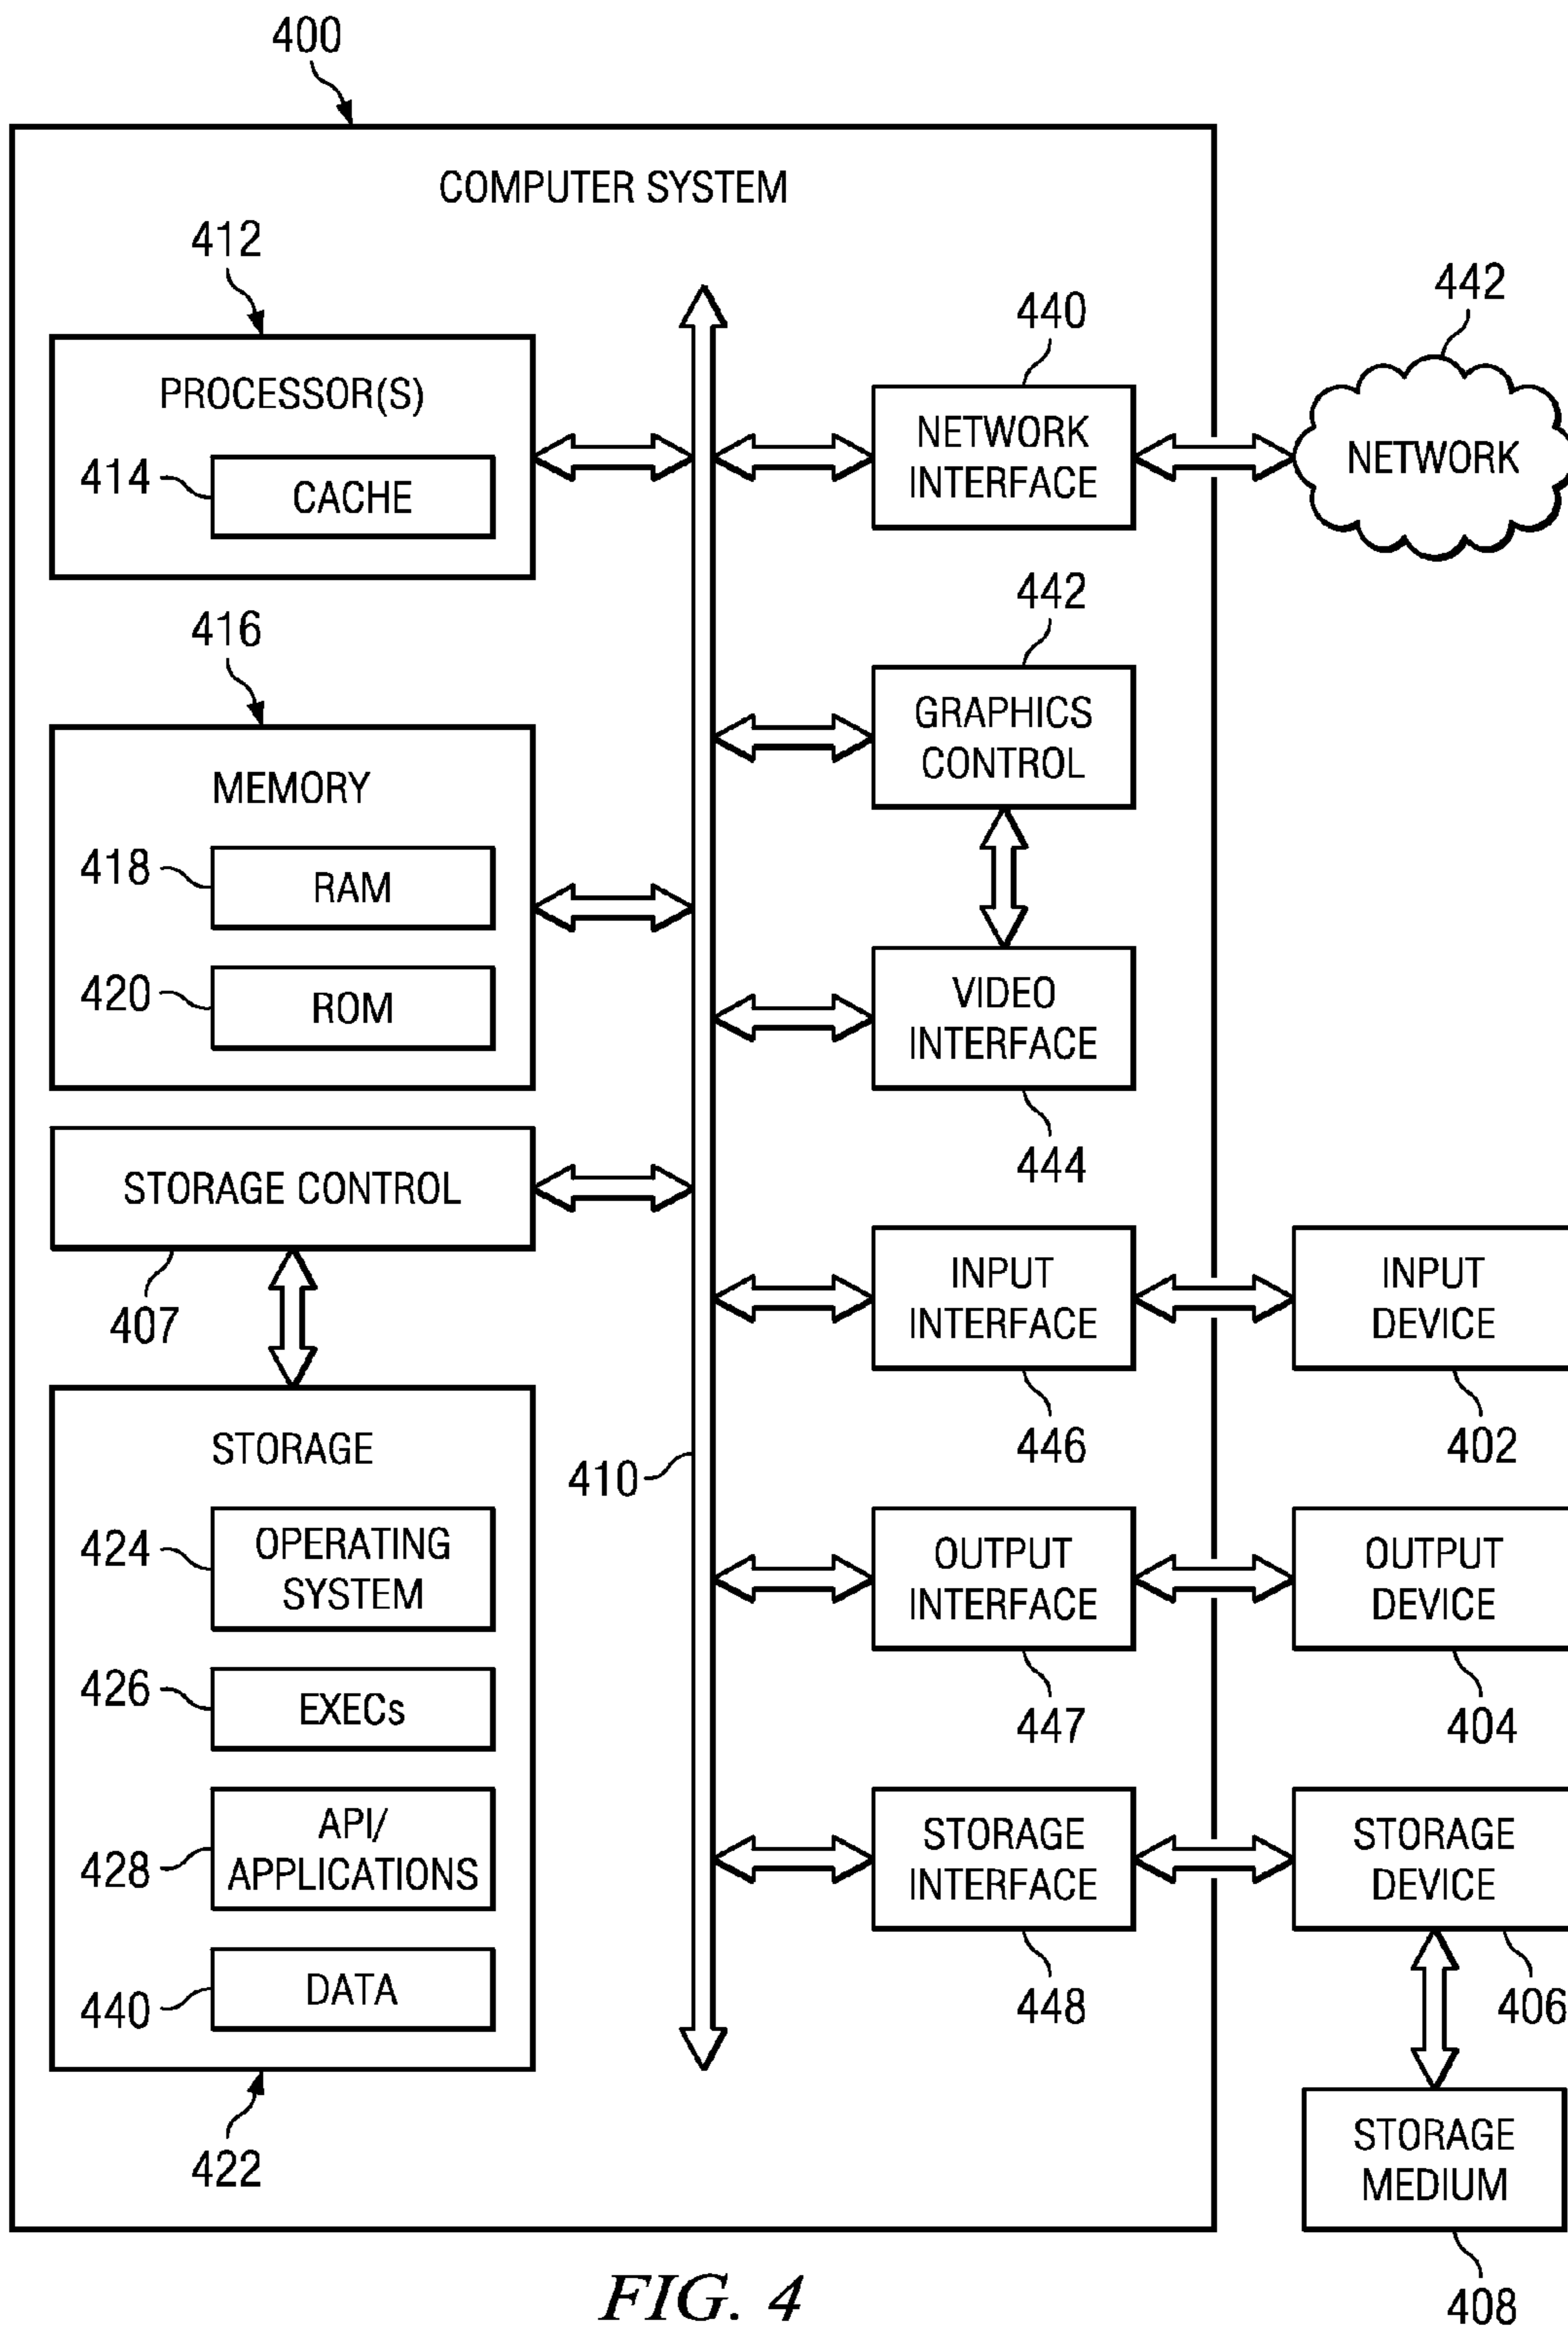 400
COMPUTER SYSTEM
412
PROCESSOR(S)
414
CACHE
416
MEMORY
418
RAM
420
ROM
STORAGE CONTROL
407
STORAGE
424
OPERATING
SYSTEM
426
EXECs
428
API/
APPLICATIONS
440
DATA
422
410
440
NETWORK
INTERFACE
442
NETWORK
442
GRAPHICS
CONTROL
VIDEO
INTERFACE
444
INPUT
INTERFACE
446
INPUT
DEVICE
402
OUTPUT
INTERFACE
447
OUTPUT
DEVICE
404
STORAGE
INTERFACE
448
STORAGE
DEVICE
406
STORAGE
MEDIUM
408
FIG. 4